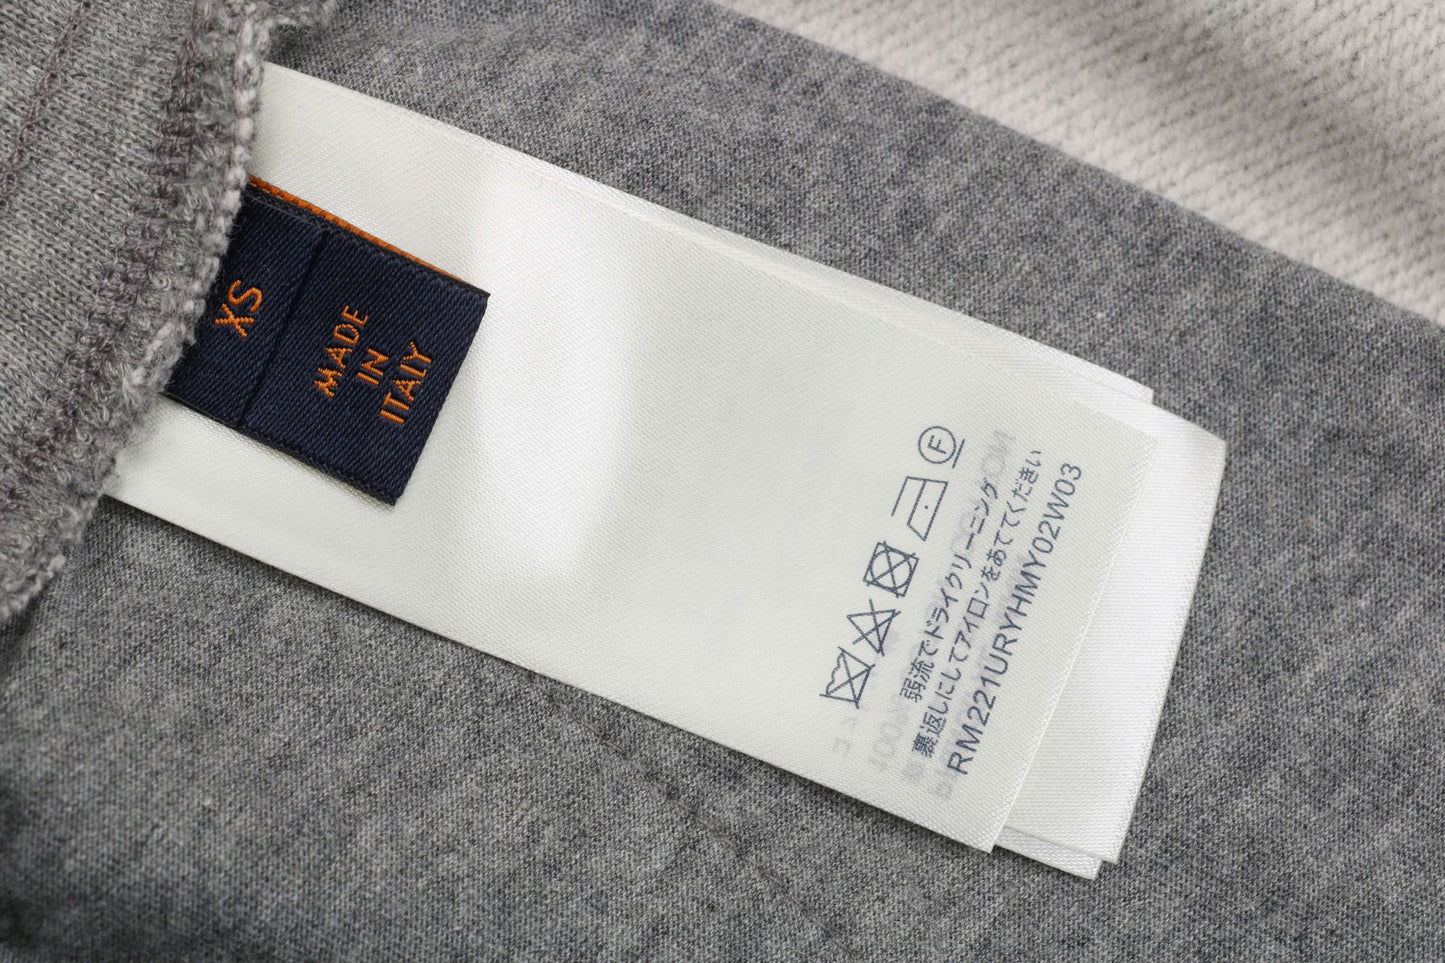 XS
MADE
IN
ITALY
F
弱流でドライクリーニング
裏返しにしてアイロンをあててください
RM221URYHMY02W03